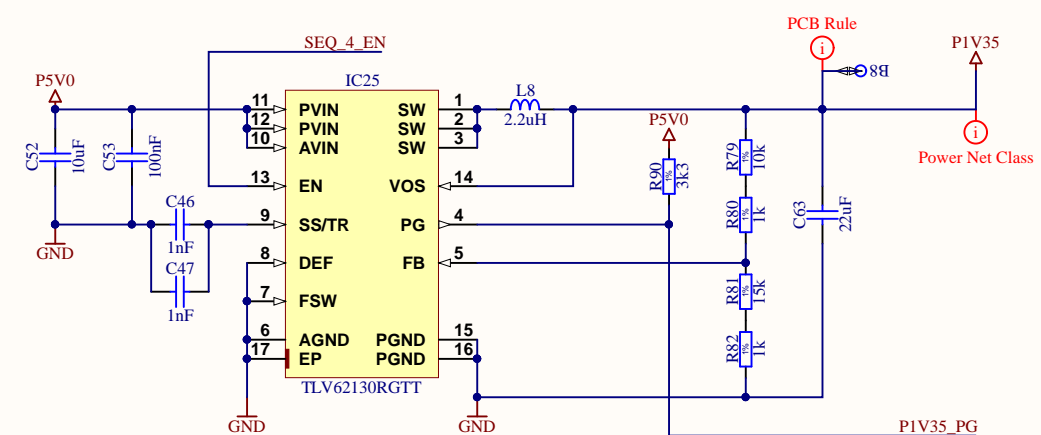 PCB Rule
SEQ_4_EN
i
P1V35
B8
P5V0
IC25
L8
2.2uH
11 PVIN SW 1
12 PVIN SW 2
10 AVIN SW 3
P5V0
i
Power Net Class
C52 10uF
C53 100nF
R79 1% 10k
R90 1% 3k3
13 EN VOS 14
C46
1nF
9 SS/TR PG 4
R80 1% 1k
C63 22uF
GND
8 DEF FB 5
C47
1nF
7 FSW
R81 1% 15k
6 AGND PGND 15
17 EP PGND 16
R82 1% 1k
TLV62130RGTT
GND
GND
P1V35_PG